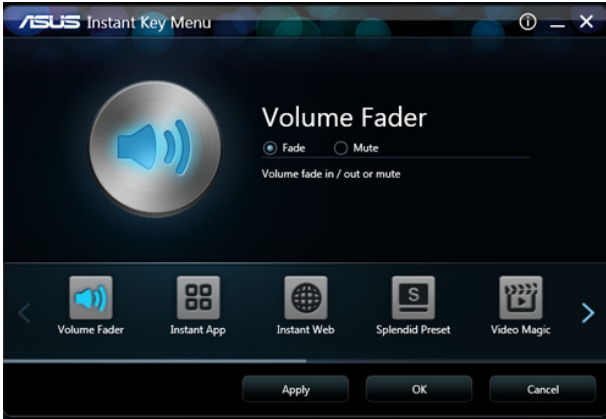 ASUS Instant Key Menu
Volume Fader
Fade Mute
Volume fade in / out or mute
S
Volume Fader Instant App Instant Web Splendid Preset Video Magic
Apply OK Cancel